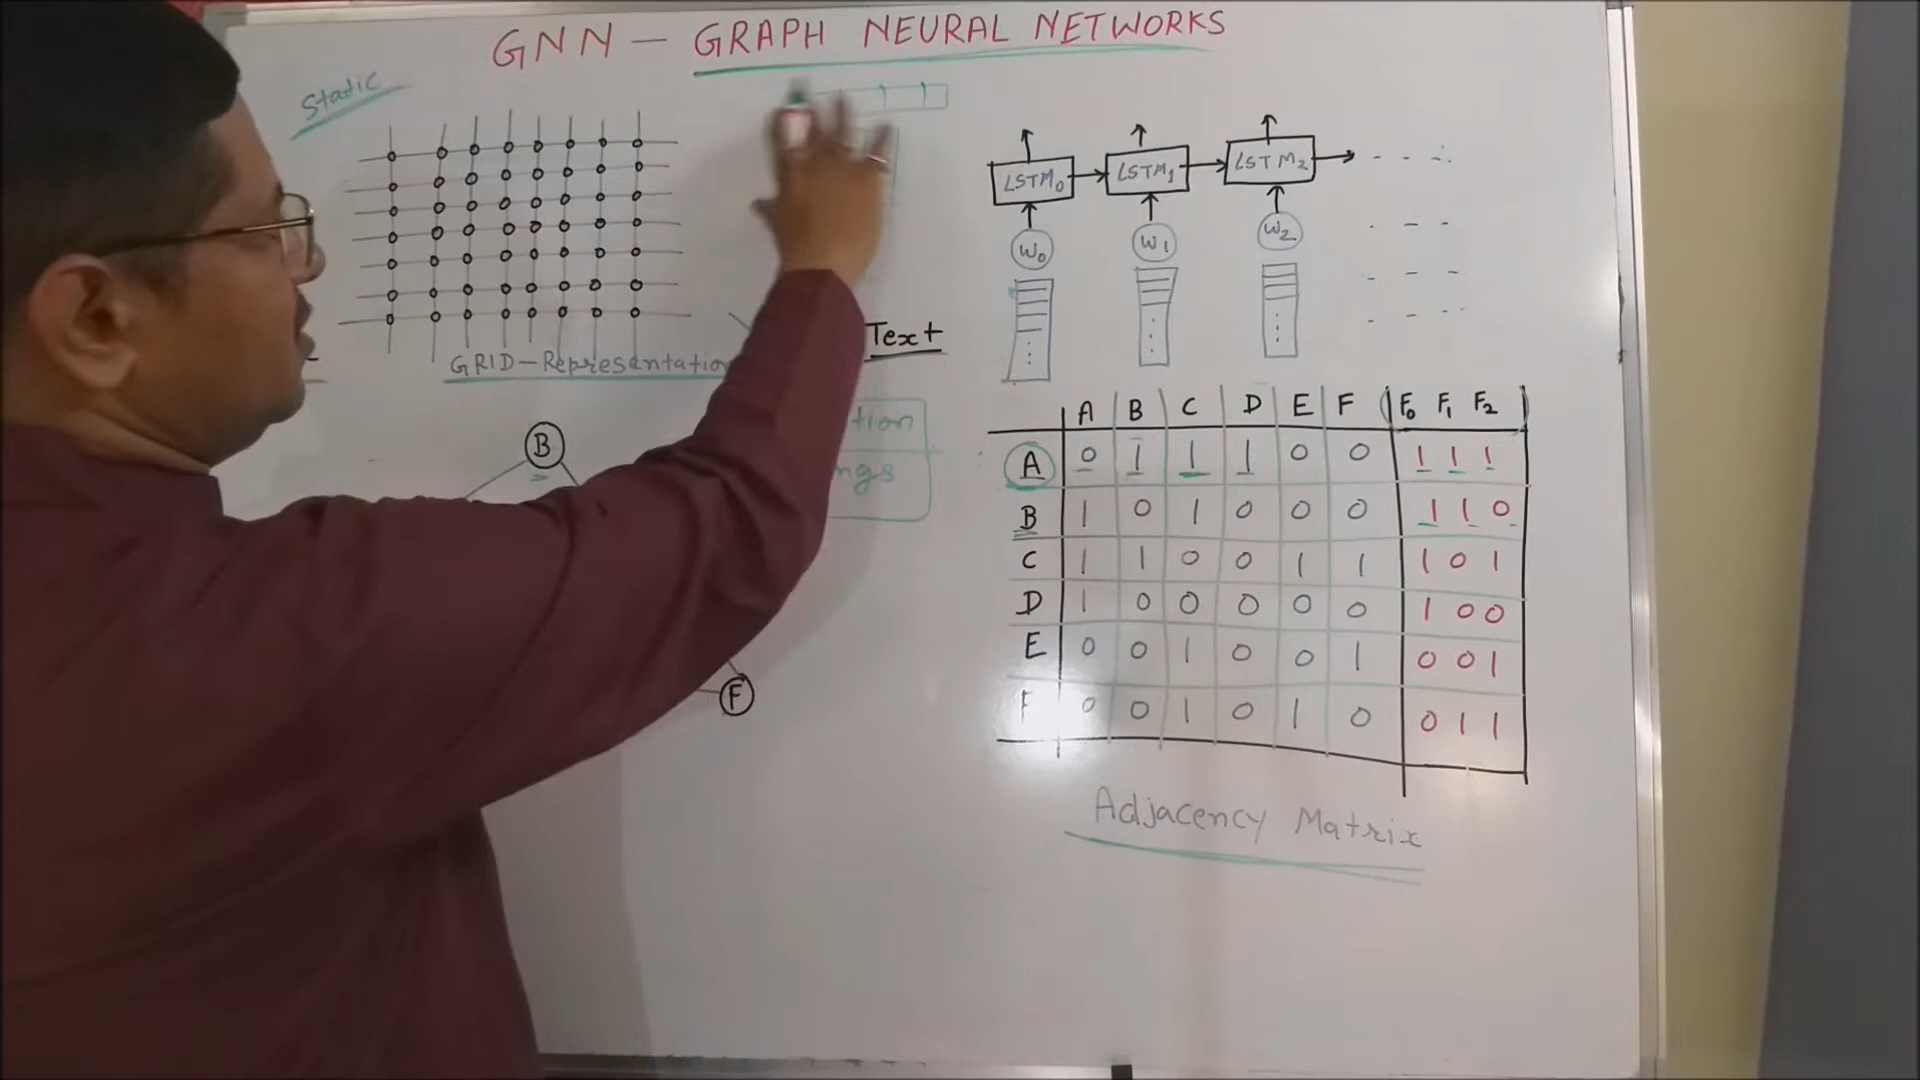 GNN - GRAPH NEURAL NETWORKS
Static
LSTM0 LSTM1 LSTM2
W0 W1 W2
Text
GRID-Representation
A B C D E F F0 F1 F2
A 0 1 1 1 0 0 1 1 1
B 1 0 1 0 0 0 1 1 0
C 1 1 0 0 1 1 1 0 1
D 1 0 0 0 0 0 1 0 0
E 0 0 1 0 0 1 0 0 1
F 0 0 1 0 1 0 0 1 1
B
F
Adjacency Matrix